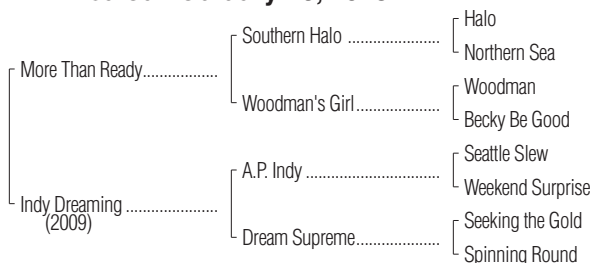 Halo
Southern Halo
Northern Sea
More Than Ready
Woodman
Woodman's Girl
Becky Be Good
Seattle Slew
A.P. Indy
Weekend Surprise
Indy Dreaming
(2009)
Seeking the Gold
Dream Supreme
Spinning Round